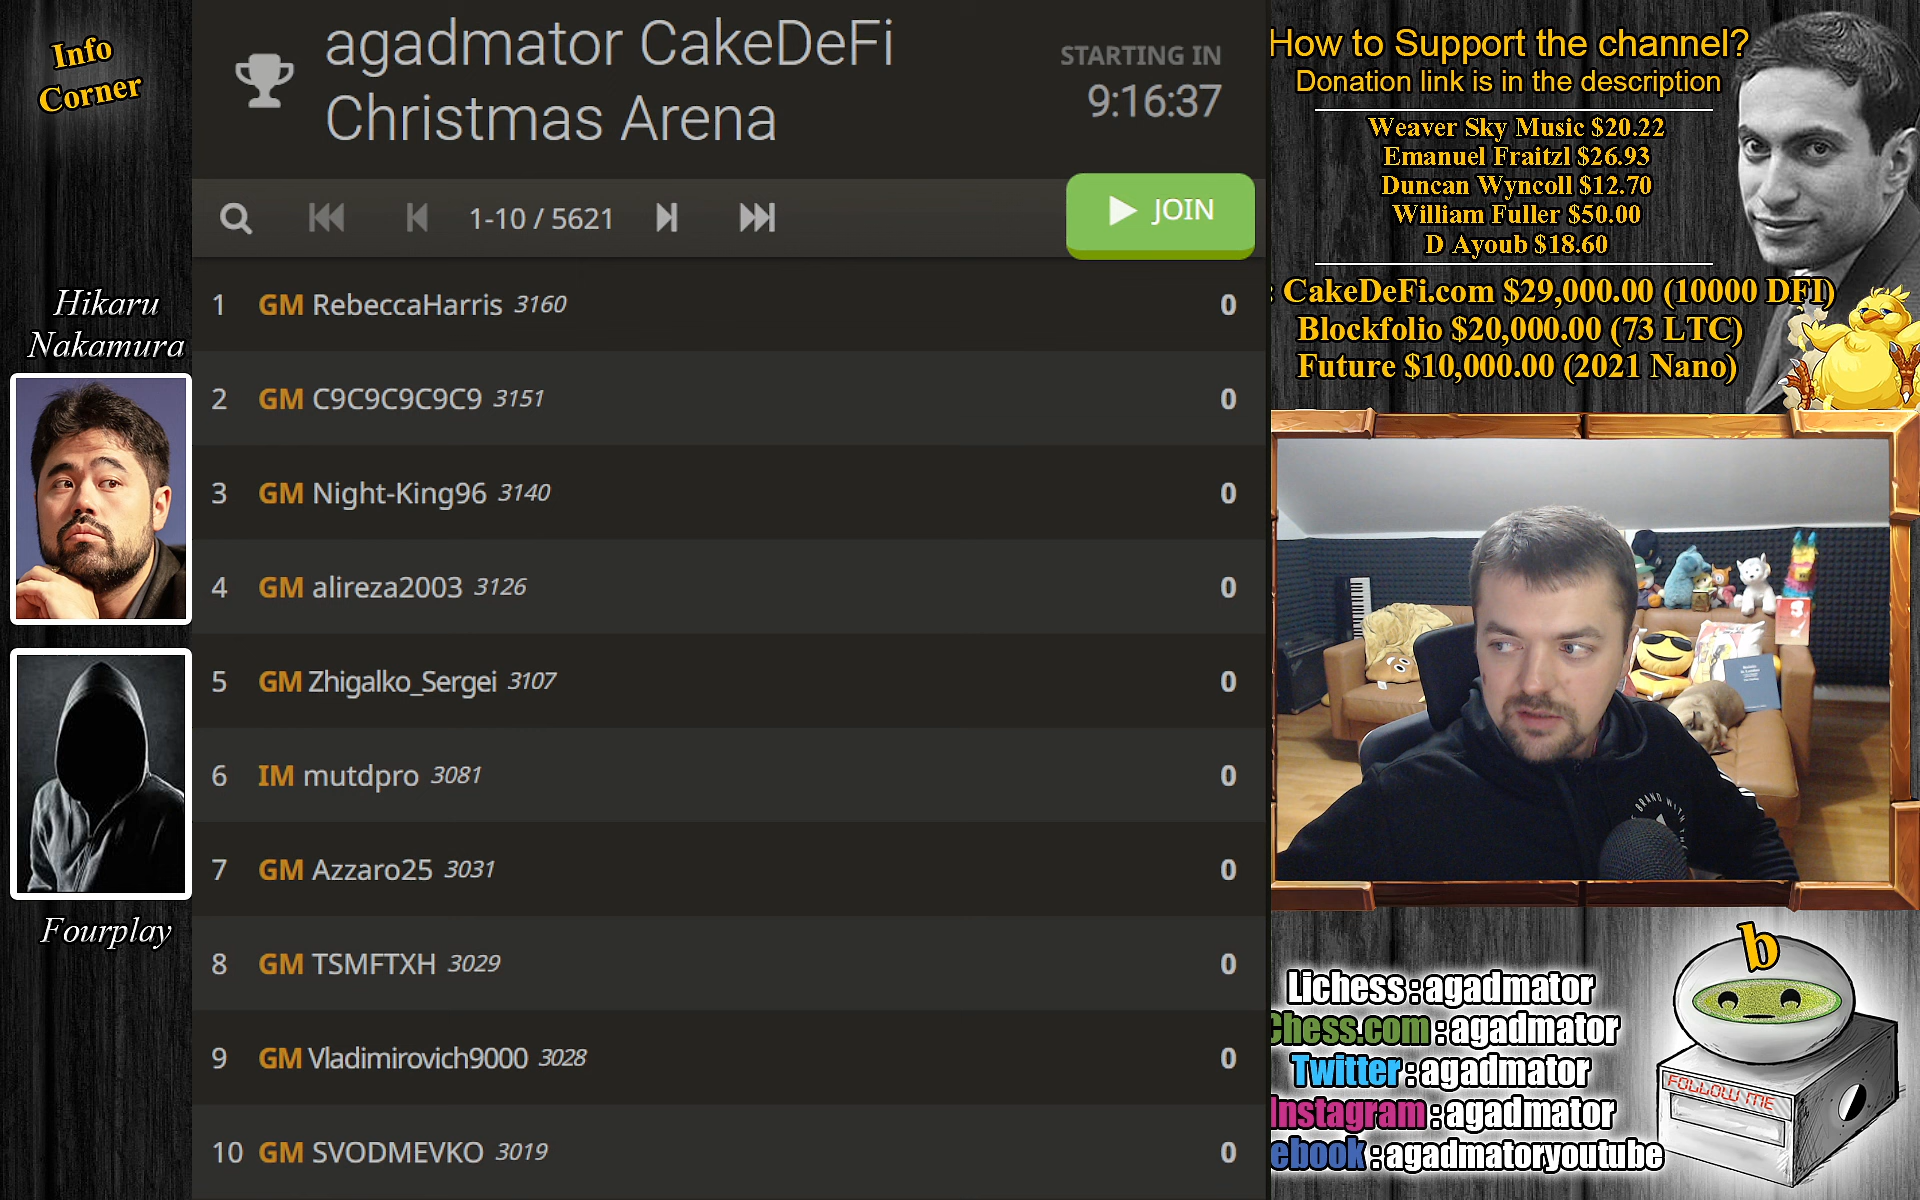 Info
Corner
Hikaru
Nakamura
Fourplay
agadmator CakeDeFi
Christmas Arena
STARTING IN
9:16:37
1-10 / 5621
JOIN
1 GM RebeccaHarris 3160 0
2 GM C9C9C9C9C9 3151 0
3 GM Night-King96 3140 0
4 GM alireza2003 3126 0
5 GM Zhigalko_Sergei 3107 0
6 IM mutdpro 3081 0
7 GM Azzaro25 3031 0
8 GM TSMFTXH 3029 0
9 GM Vladimirovich9000 3028 0
10 GM SVODMEVKO 3019 0
How to Support the channel?
Donation link is in the description
Weaver Sky Music $20.22
Emanuel Fraitzl $26.93
Duncan Wyncoll $12.70
William Fuller $50.00
D Ayoub $18.60
: CakeDeFi.com $29,000.00 (10000 DFI)
Blockfolio $20,000.00 (73 LTC)
Future $10,000.00 (2021 Nano)
Lichess : agadmator
Chess.com : agadmator
Twitter : agadmator
Instagram : agadmator
ebook : agadmatoryoutube
b
FOLLOW ME